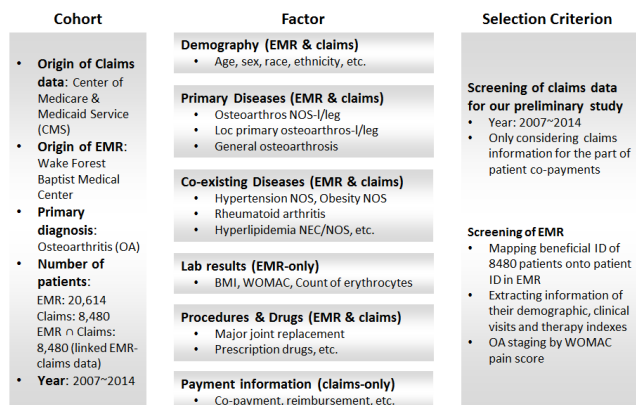 Cohort
• Origin of Claims
data: Center of
Medicare &
Medicaid Service
(CMS)
• Origin of EMR:
Wake Forest
Baptist Medical
Center
• Primary
diagnosis:
Osteoarthritis (OA)
• Number of
patients:
EMR: 20,614
Claims: 8,480
EMR ∩ Claims:
8,480 (linked EMR-
claims data)
• Year: 2007~2014
Factor
Demography (EMR & claims)
• Age, sex, race, ethnicity, etc.
Primary Diseases (EMR & claims)
• Osteoarthros NOS-l/leg
• Loc primary osteoarthros-l/leg
• General osteoarthrosis
Co-existing Diseases (EMR & claims)
• Hypertension NOS, Obesity NOS
• Rheumatoid arthritis
• Hyperlipidemia NEC/NOS, etc.
Lab results (EMR-only)
• BMI, WOMAC, Count of erythrocytes
Procedures & Drugs (EMR & claims)
• Major joint replacement
• Prescription drugs, etc.
Payment information (claims-only)
• Co-payment, reimbursement, etc.
Selection Criterion
Screening of claims data
for our preliminary study
• Year: 2007~2014
• Only considering claims
information for the part of
patient co-payments
Screening of EMR
• Mapping beneficial ID of
8480 patients onto patient
ID in EMR
• Extracting information of
their demographic, clinical
visits and therapy indexes
• OA staging by WOMAC
pain score